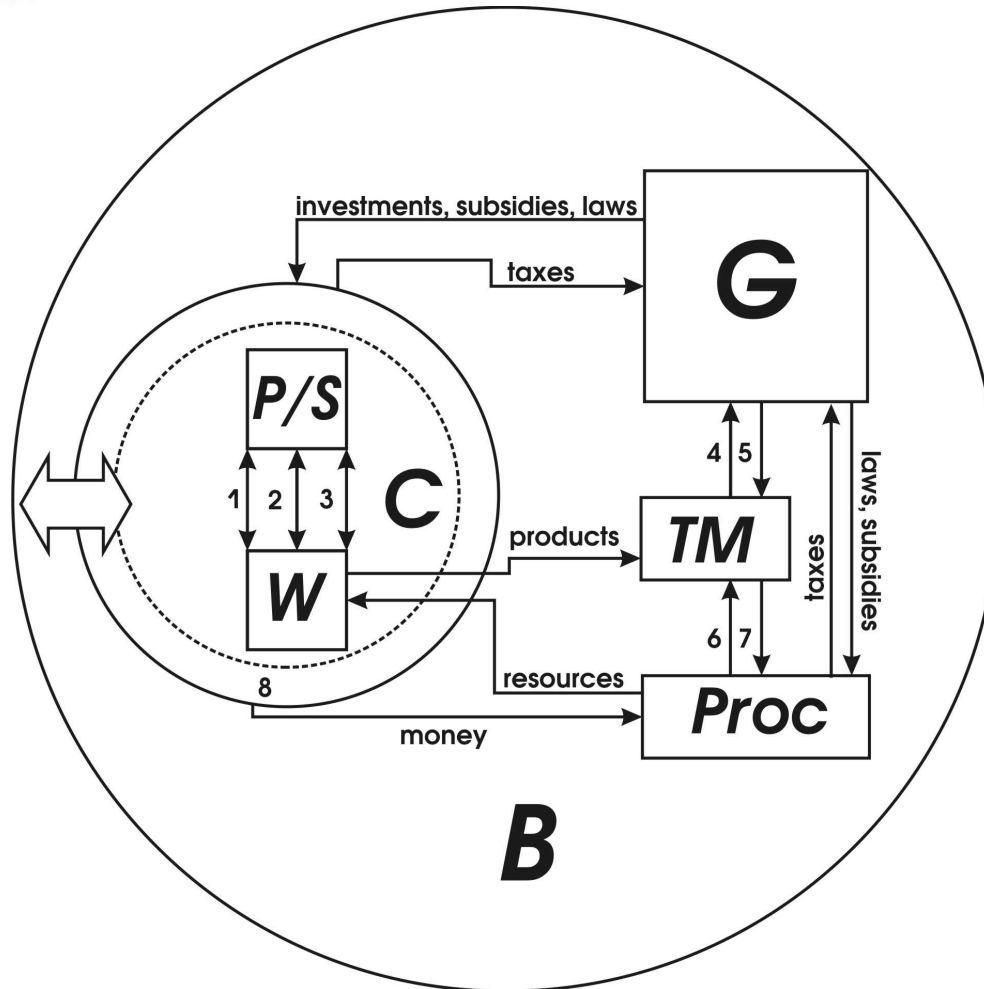 investments, subsidies, laws
taxes
G
P/S
1
2
3
C
W
4
5
TM
products
taxes
laws, subsidies
6
7
resources
Proc
8
money
B